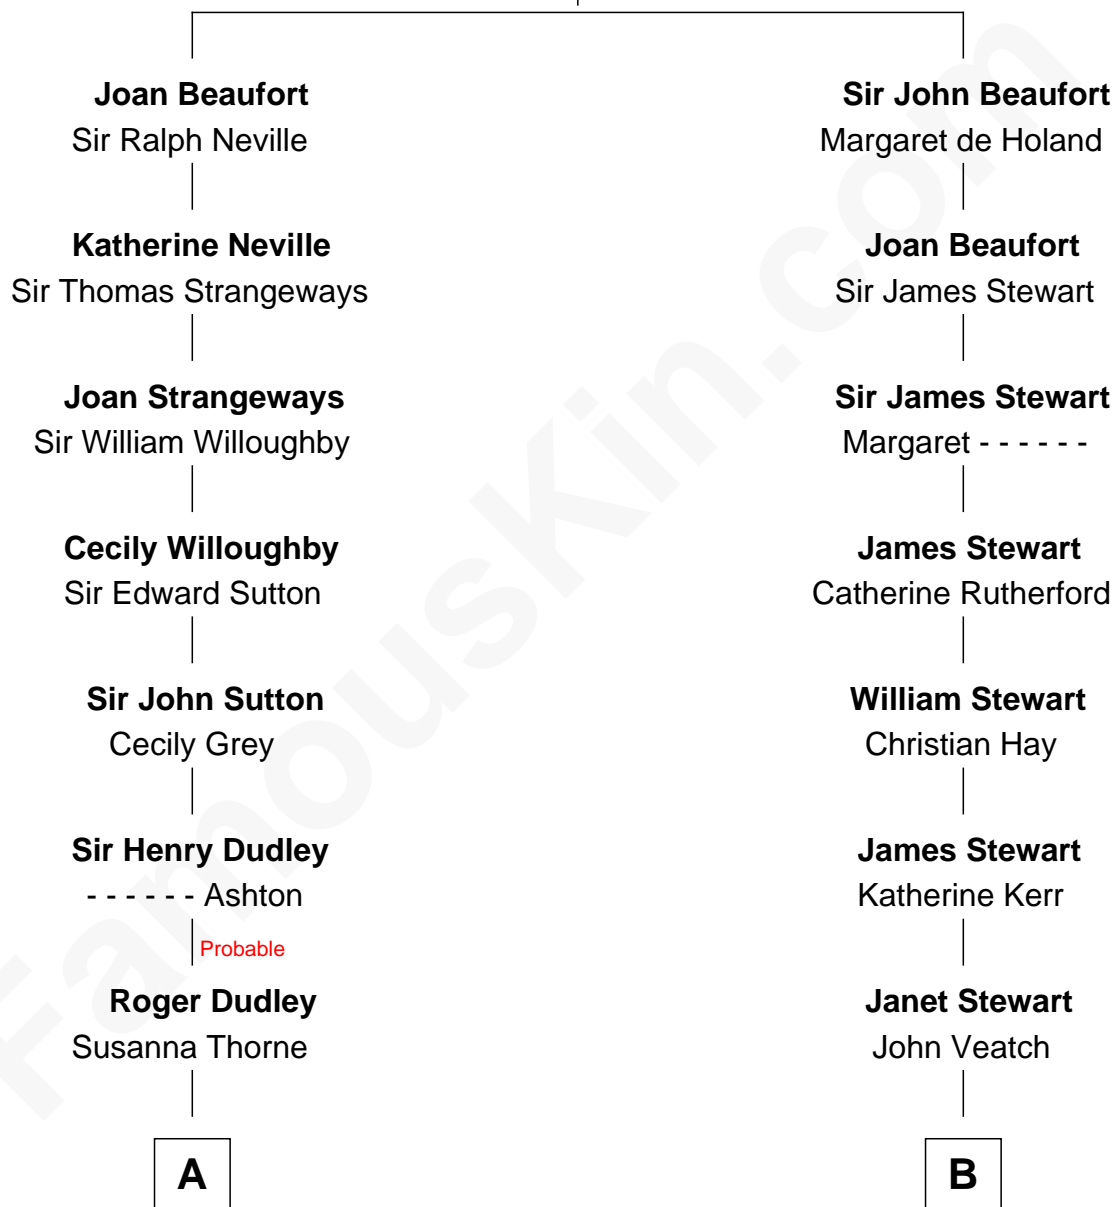 Joan Beaufort
Sir Ralph Neville
Katherine Neville
Sir Thomas Strangeways
Joan Strangeways
Sir William Willoughby
Cecily Willoughby
Sir Edward Sutton
Sir John Sutton
Cecily Grey
Sir Henry Dudley
- - - - - - Ashton
Probable
Roger Dudley
Susanna Thorne
A
Sir John Beaufort
Margaret de Holand
Joan Beaufort
Sir James Stewart
Sir James Stewart
Margaret - - - - - -
James Stewart
Catherine Rutherford
William Stewart
Christian Hay
James Stewart
Katherine Kerr
Janet Stewart
John Veatch
B
FamousKin.com